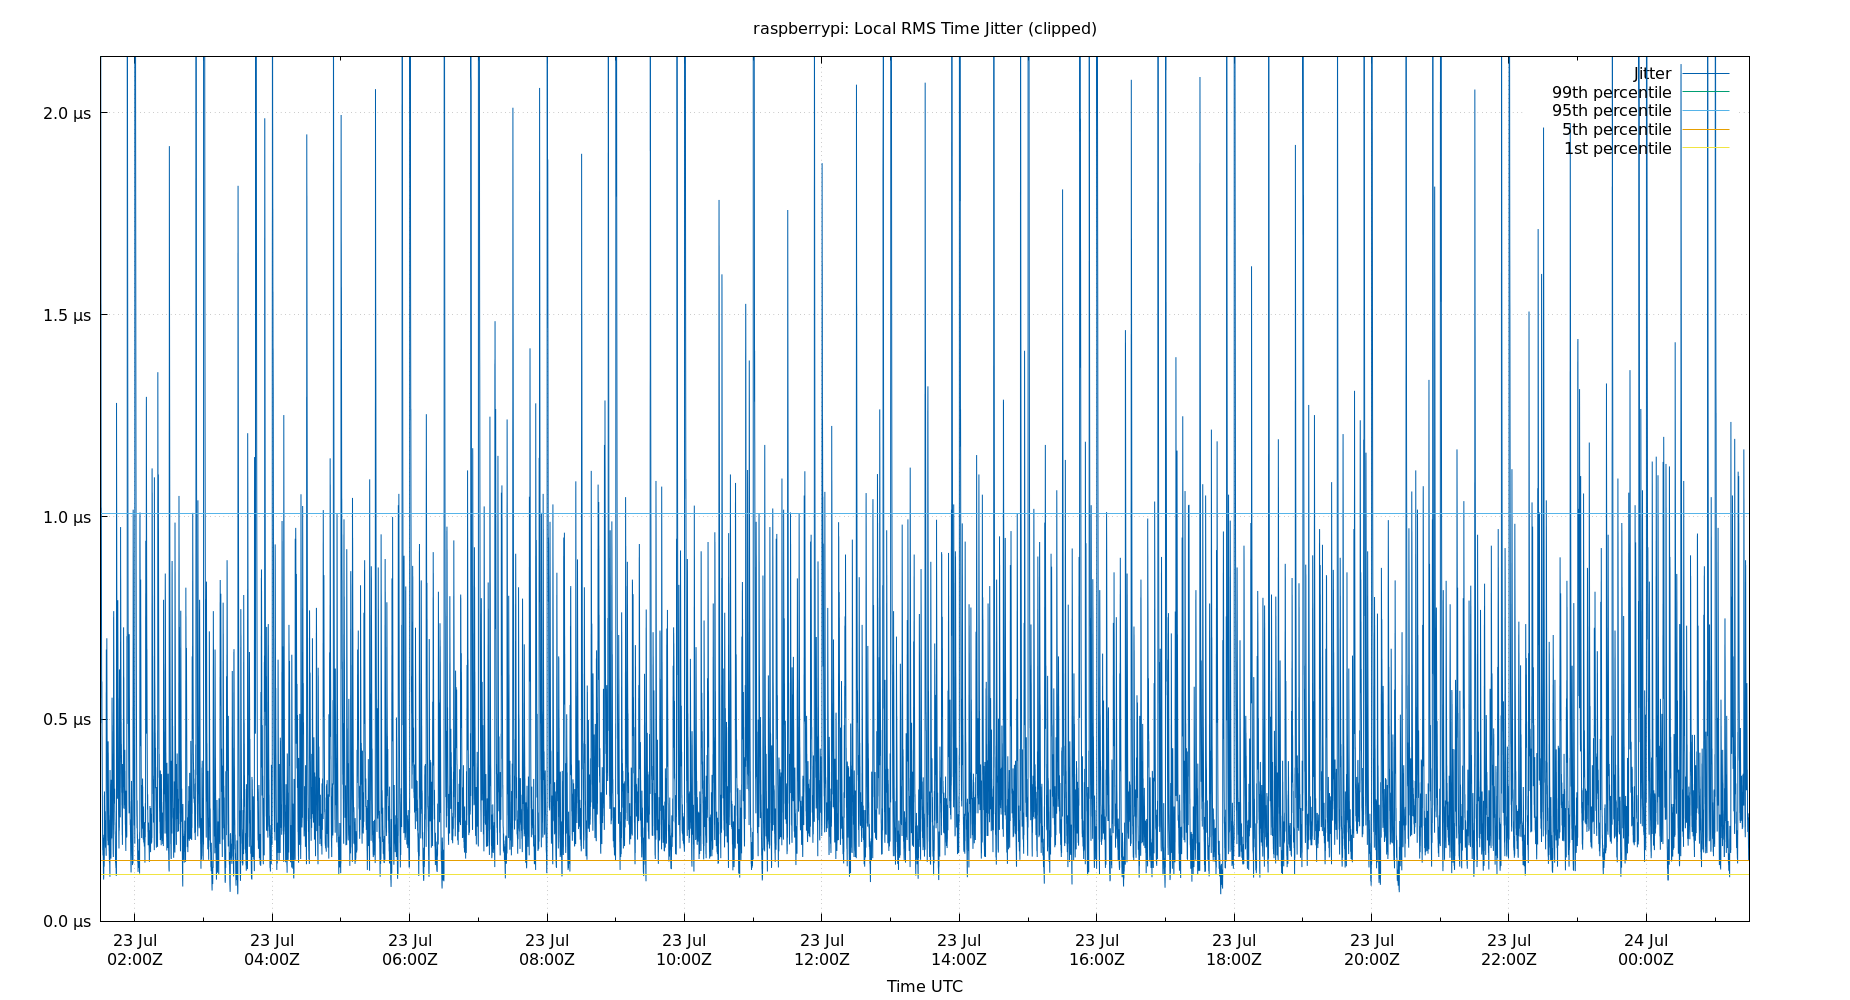 raspberrypi: Local RMS Time Jitter (clipped)
Jitter
99th percentile
95th percentile
5th percentile
1st percentile
2.0 µs
1.5 µs
1.0 µs
0.5 µs
0.0 µs
23 Jul 23 Jul 23 Jul 23 Jul 23 Jul 23 Jul 23 Jul 23 Jul 23 Jul 23 Jul 23 Jul 24 Jul
02:00Z 04:00Z 06:00Z 08:00Z 10:00Z 12:00Z 14:00Z 16:00Z 18:00Z 20:00Z 22:00Z 00:00Z
Time UTC